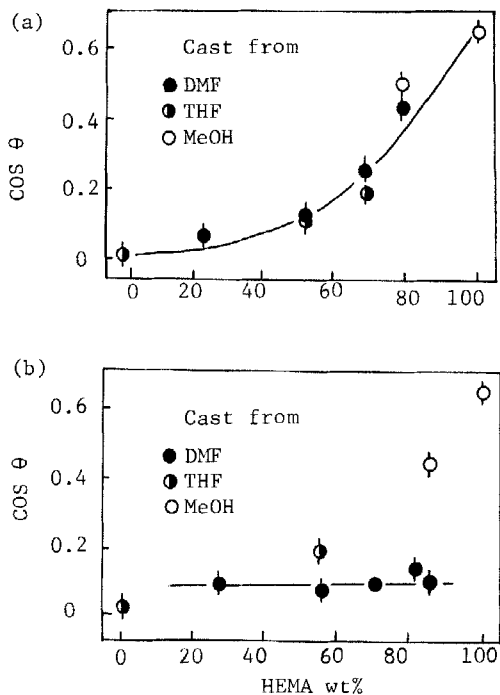 (a)
0.6
Cast from
DMF
THF
MeOH
0.4
COS θ
0.2
0
0 20 40 60 80 100
(b)
0.6
Cast from
DMF
THF
MeOH
0.4
COS θ
0.2
0
0 20 40 60 80 100
HEMA wt%